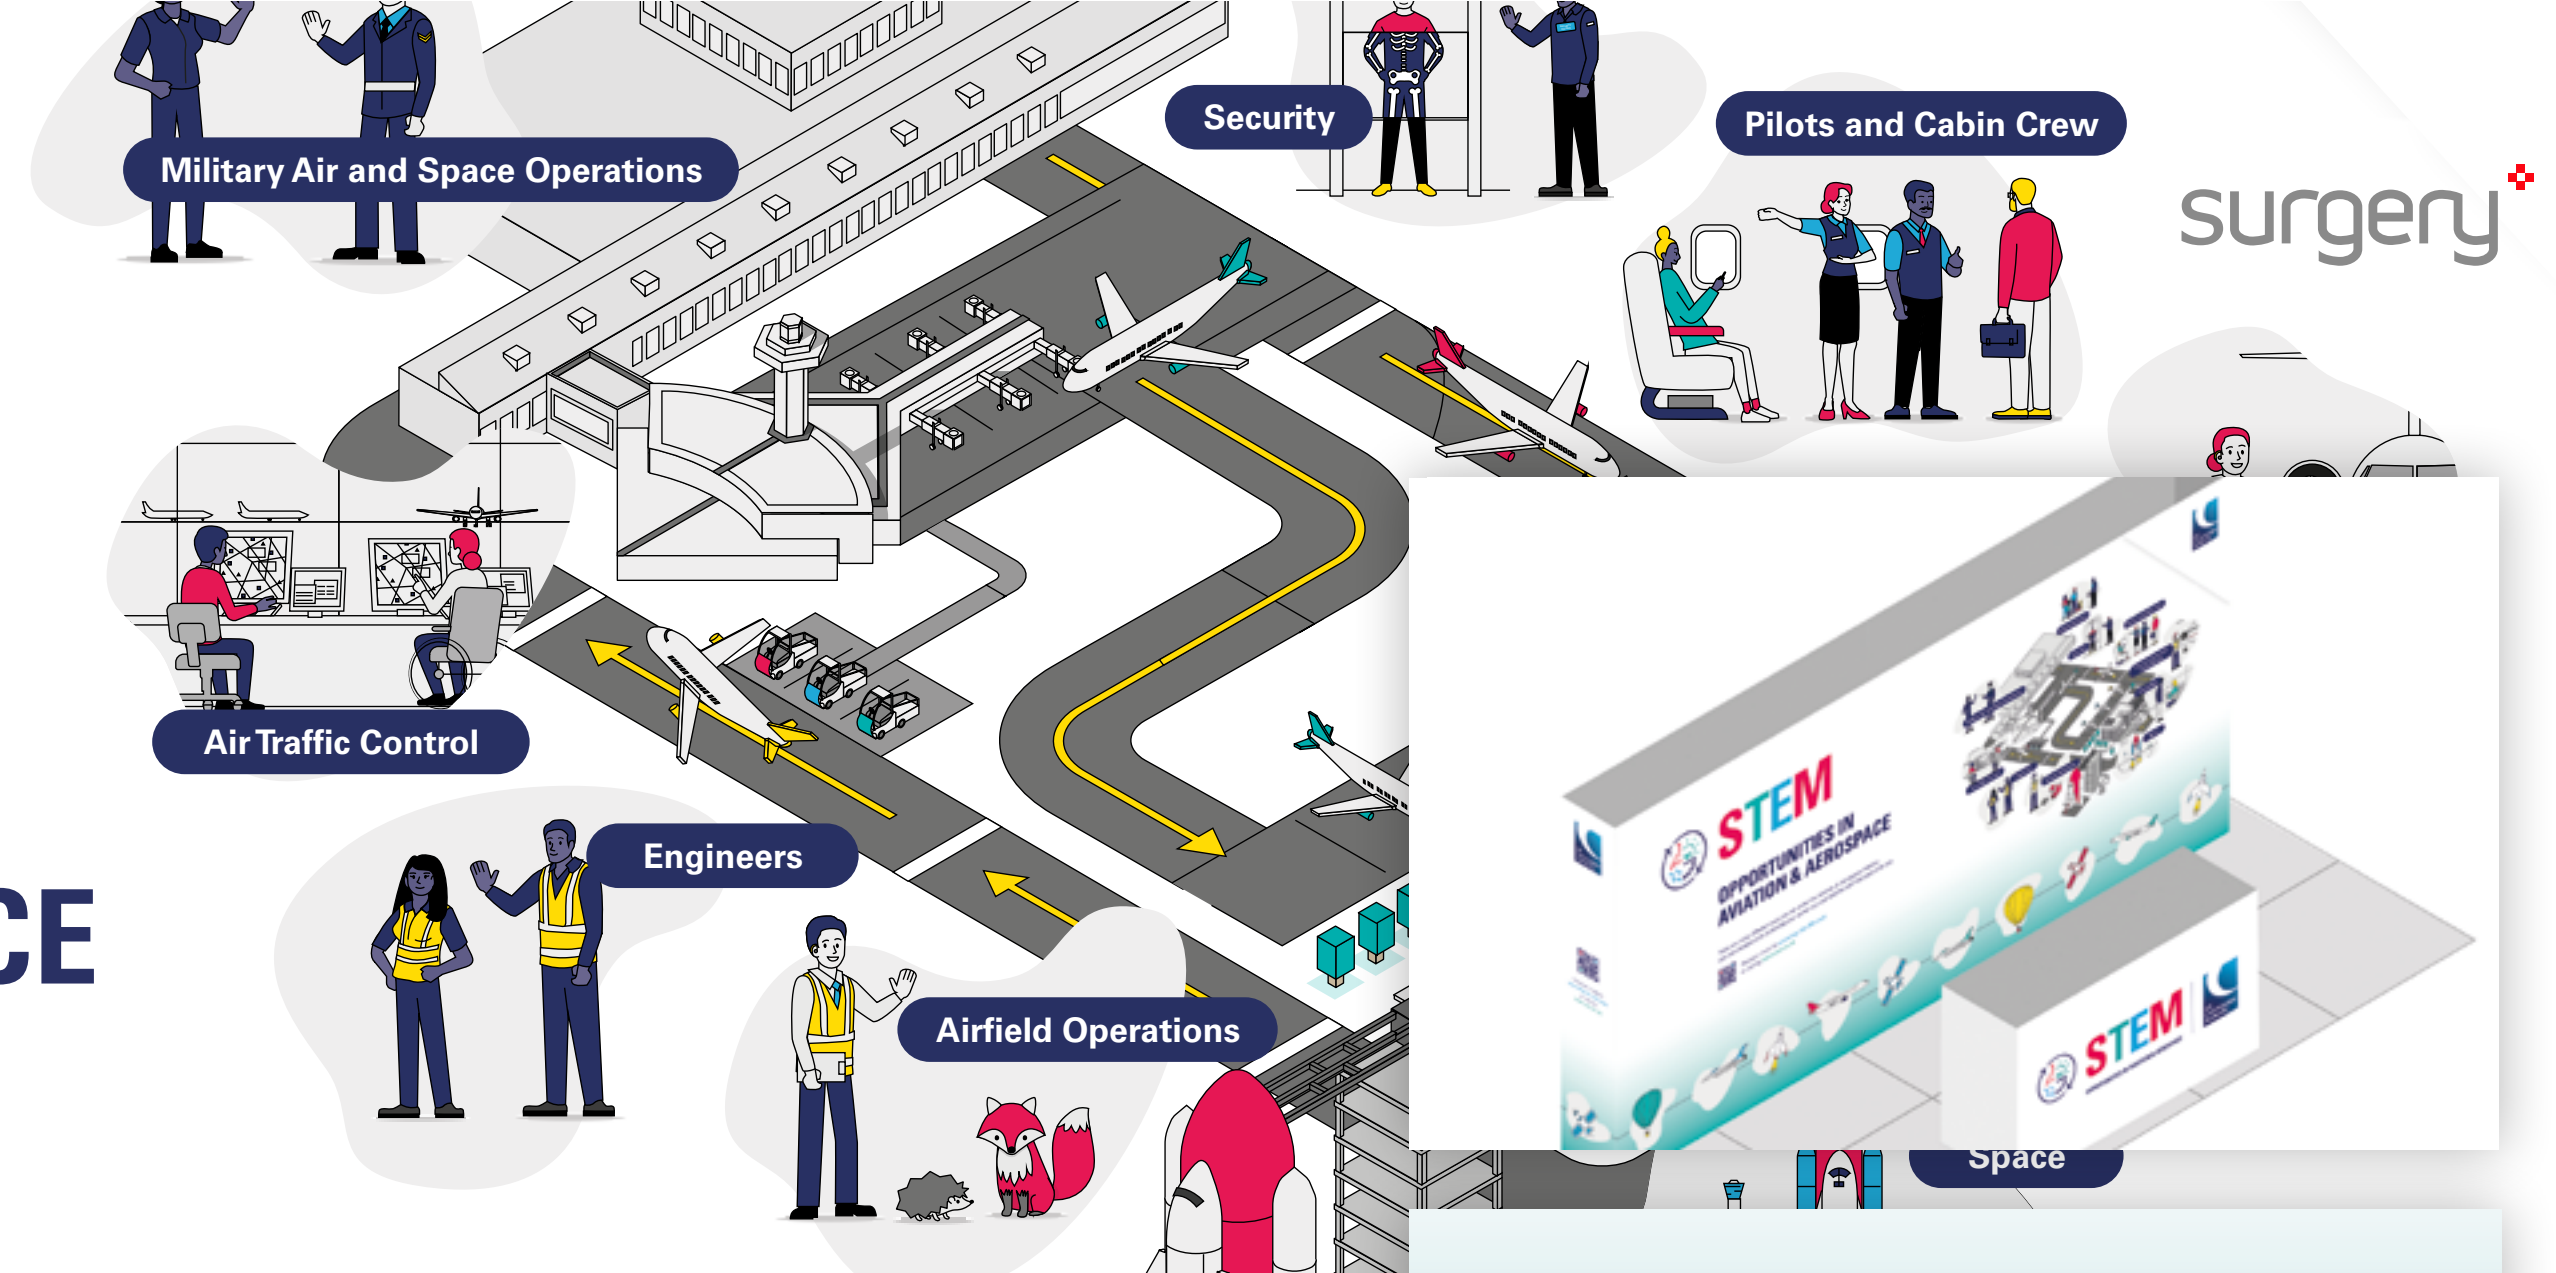 Military Air and Space Operations
Security
Pilots and Cabin Crew
surgery
Air Traffic Control
Engineers
CE
Airfield Operations
STEM
OPPORTUNITIES IN
AVIATION & AEROSPACE
STEM
Space